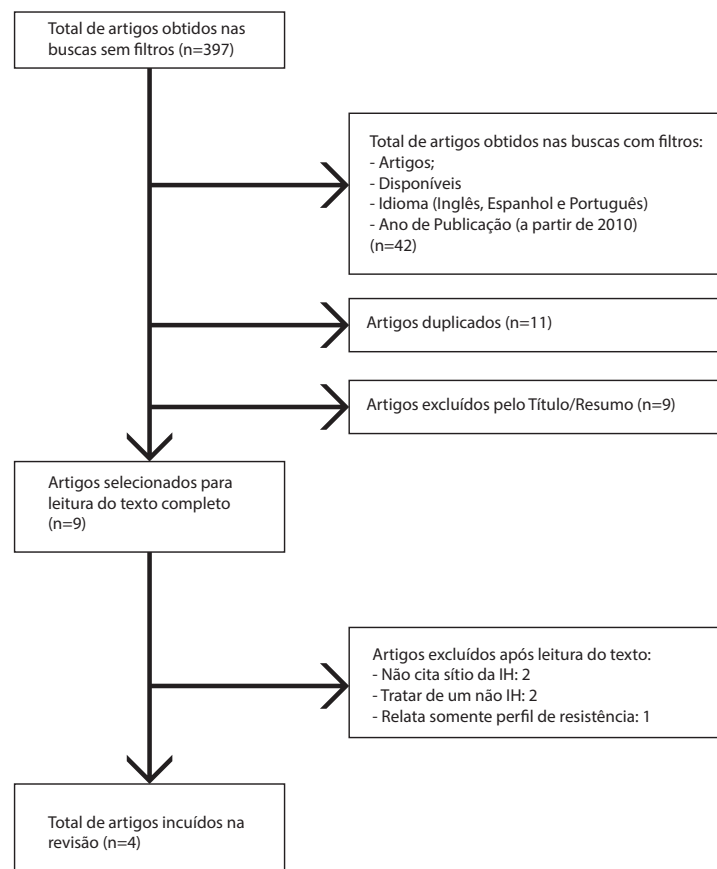 Total de artigos obtidos nas
buscas sem filtros (n=397)
Total de artigos obtidos nas buscas com filtros:
- Artigos;
- Disponíveis
- Idioma (Inglês, Espanhol e Português)
- Ano de Publicação (a partir de 2010)
(n=42)
Artigos duplicados (n=11)
Artigos excluídos pelo Título/Resumo (n=9)
Artigos selecionados para
leitura do texto completo
(n=9)
Artigos excluídos após leitura do texto:
- Não cita sítio da IH: 2
- Tratar de um não IH: 2
- Relata somente perfil de resistência: 1
Total de artigos incuídos na
revisão (n=4)